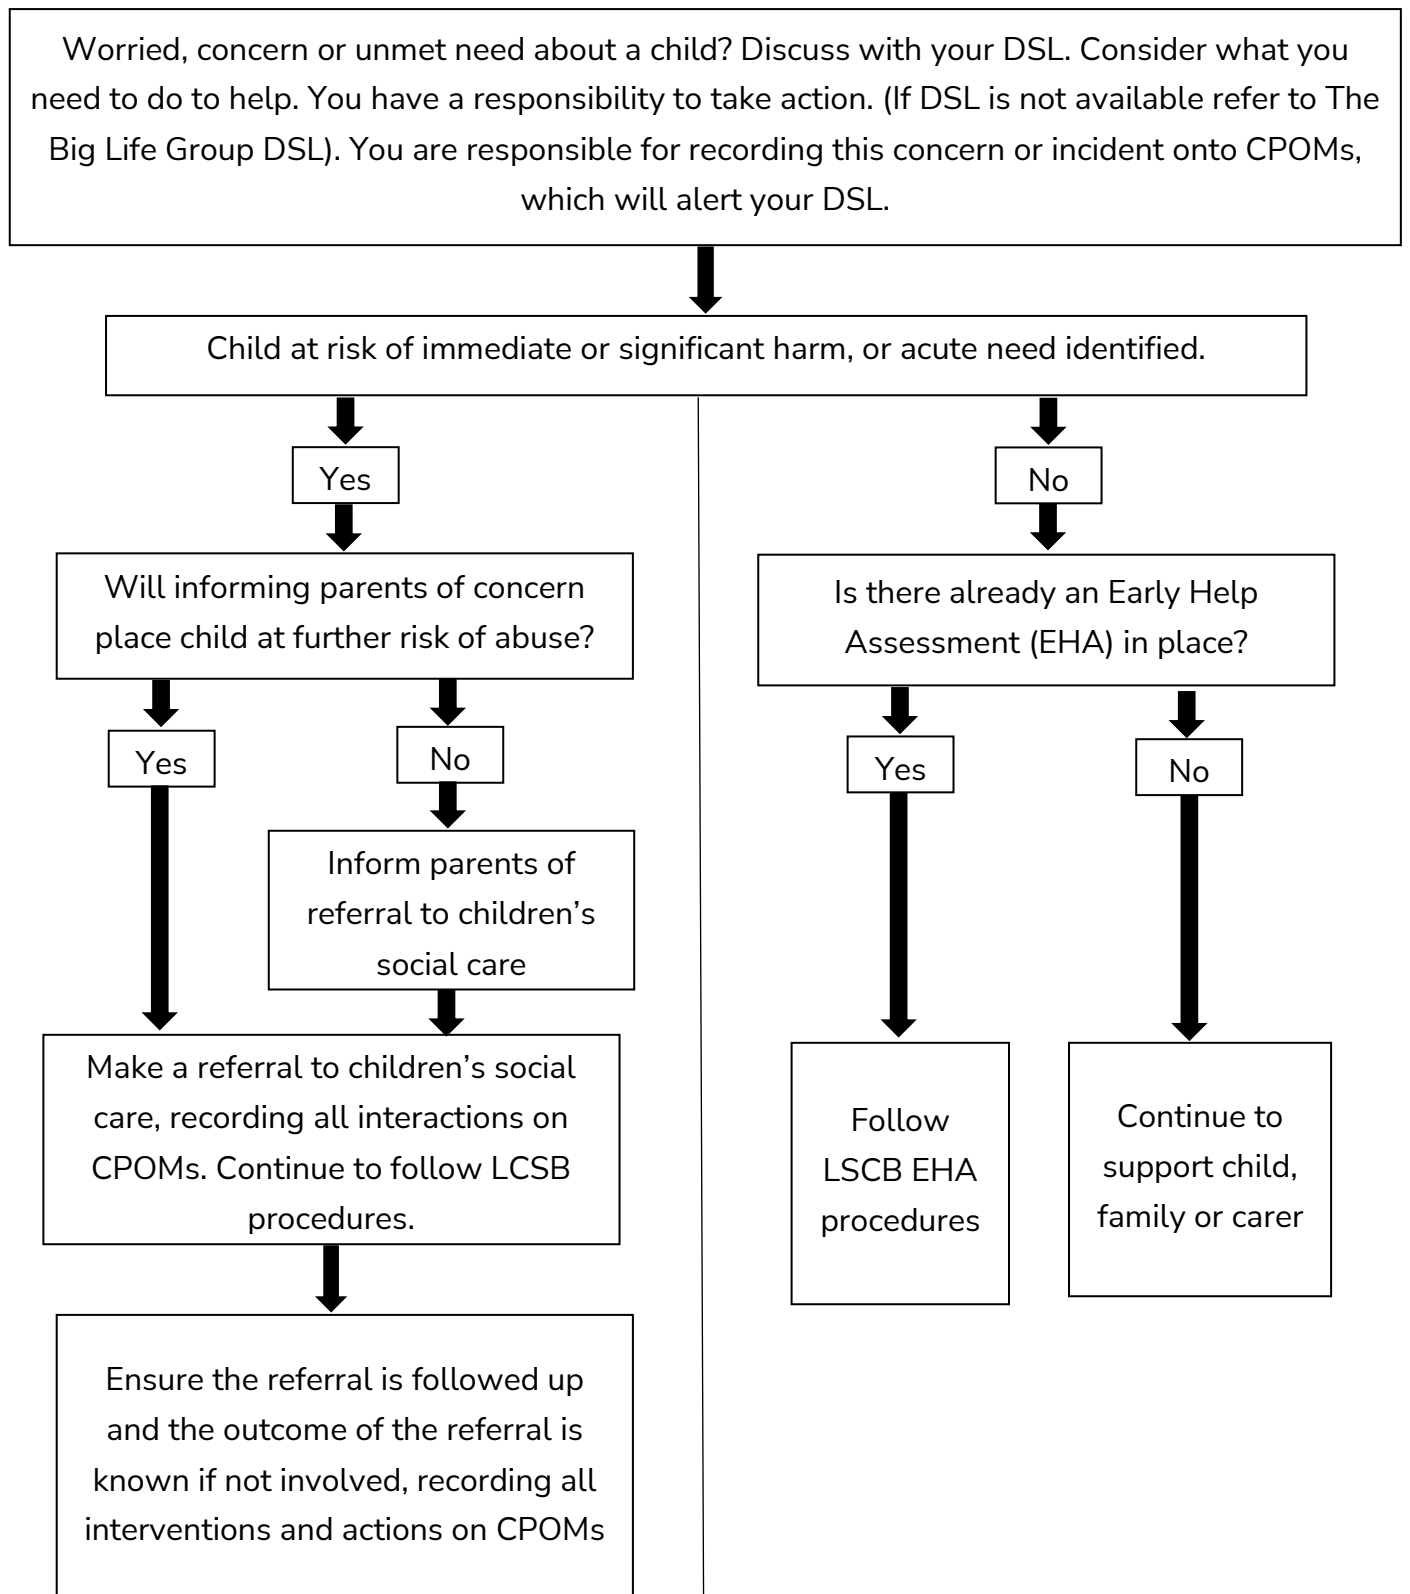 Worried, concern or unmet need about a child? Discuss with your DSL. Consider what you
need to do to help. You have a responsibility to take action. (If DSL is not available refer to The
Big Life Group DSL). You are responsible for recording this concern or incident onto CPOMs,
which will alert your DSL.
Child at risk of immediate or significant harm, or acute need identified.
Yes
No
Will informing parents of concern
place child at further risk of abuse?
Is there already an Early Help
Assessment (EHA) in place?
Yes
No
Yes
No
Inform parents of
referral to children’s
social care
Make a referral to children’s social
care, recording all interactions on
CPOMs. Continue to follow LCSB
procedures.
Follow
LSCB EHA
procedures
Continue to
support child,
family or carer
Ensure the referral is followed up
and the outcome of the referral is
known if not involved, recording all
interventions and actions on CPOMs